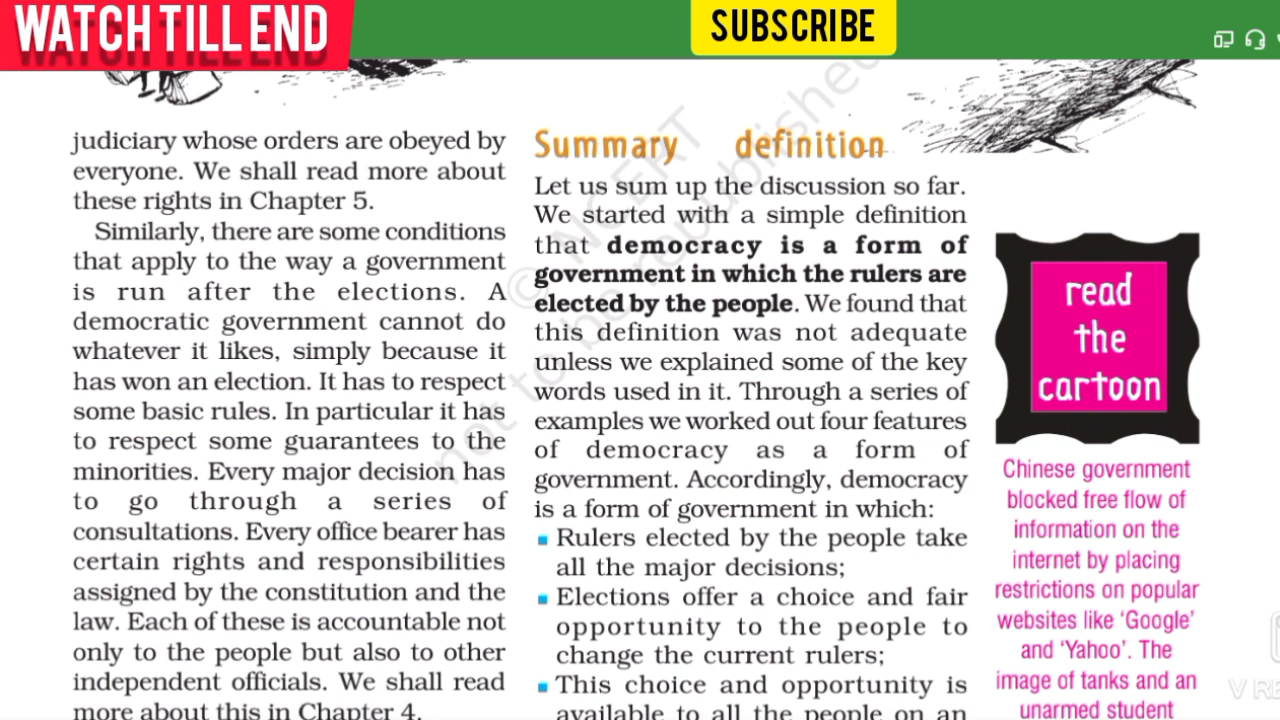 WATCH TILL END
SUBSCRIBE
judiciary whose orders are obeyed by
everyone. We shall read more about
these rights in Chapter 5.
Similarly, there are some conditions
that apply to the way a government
is run after the elections. A
democratic government cannot do
whatever it likes, simply because it
has won an election. It has to respect
some basic rules. In particular it has
to respect some guarantees to the
minorities. Every major decision has
to go through a series of
consultations. Every office bearer has
certain rights and responsibilities
assigned by the constitution and the
law. Each of these is accountable not
only to the people but also to other
independent officials. We shall read
more about this in Chapter 4.
Summary definition
Let us sum up the discussion so far.
We started with a simple definition
that democracy is a form of
government in which the rulers are
elected by the people. We found that
this definition was not adequate
unless we explained some of the key
words used in it. Through a series of
examples we worked out four features
of democracy as a form of
government. Accordingly, democracy
is a form of government in which:
Rulers elected by the people take
all the major decisions;
Elections offer a choice and fair
opportunity to the people to
change the current rulers;
This choice and opportunity is
available to all the people on an
read
the
cartoon
Chinese government
blocked free flow of
information on the
internet by placing
restrictions on popular
websites like ‘Google’
and ‘Yahoo’. The
image of tanks and an
unarmed student
© NCERT
not to be republished